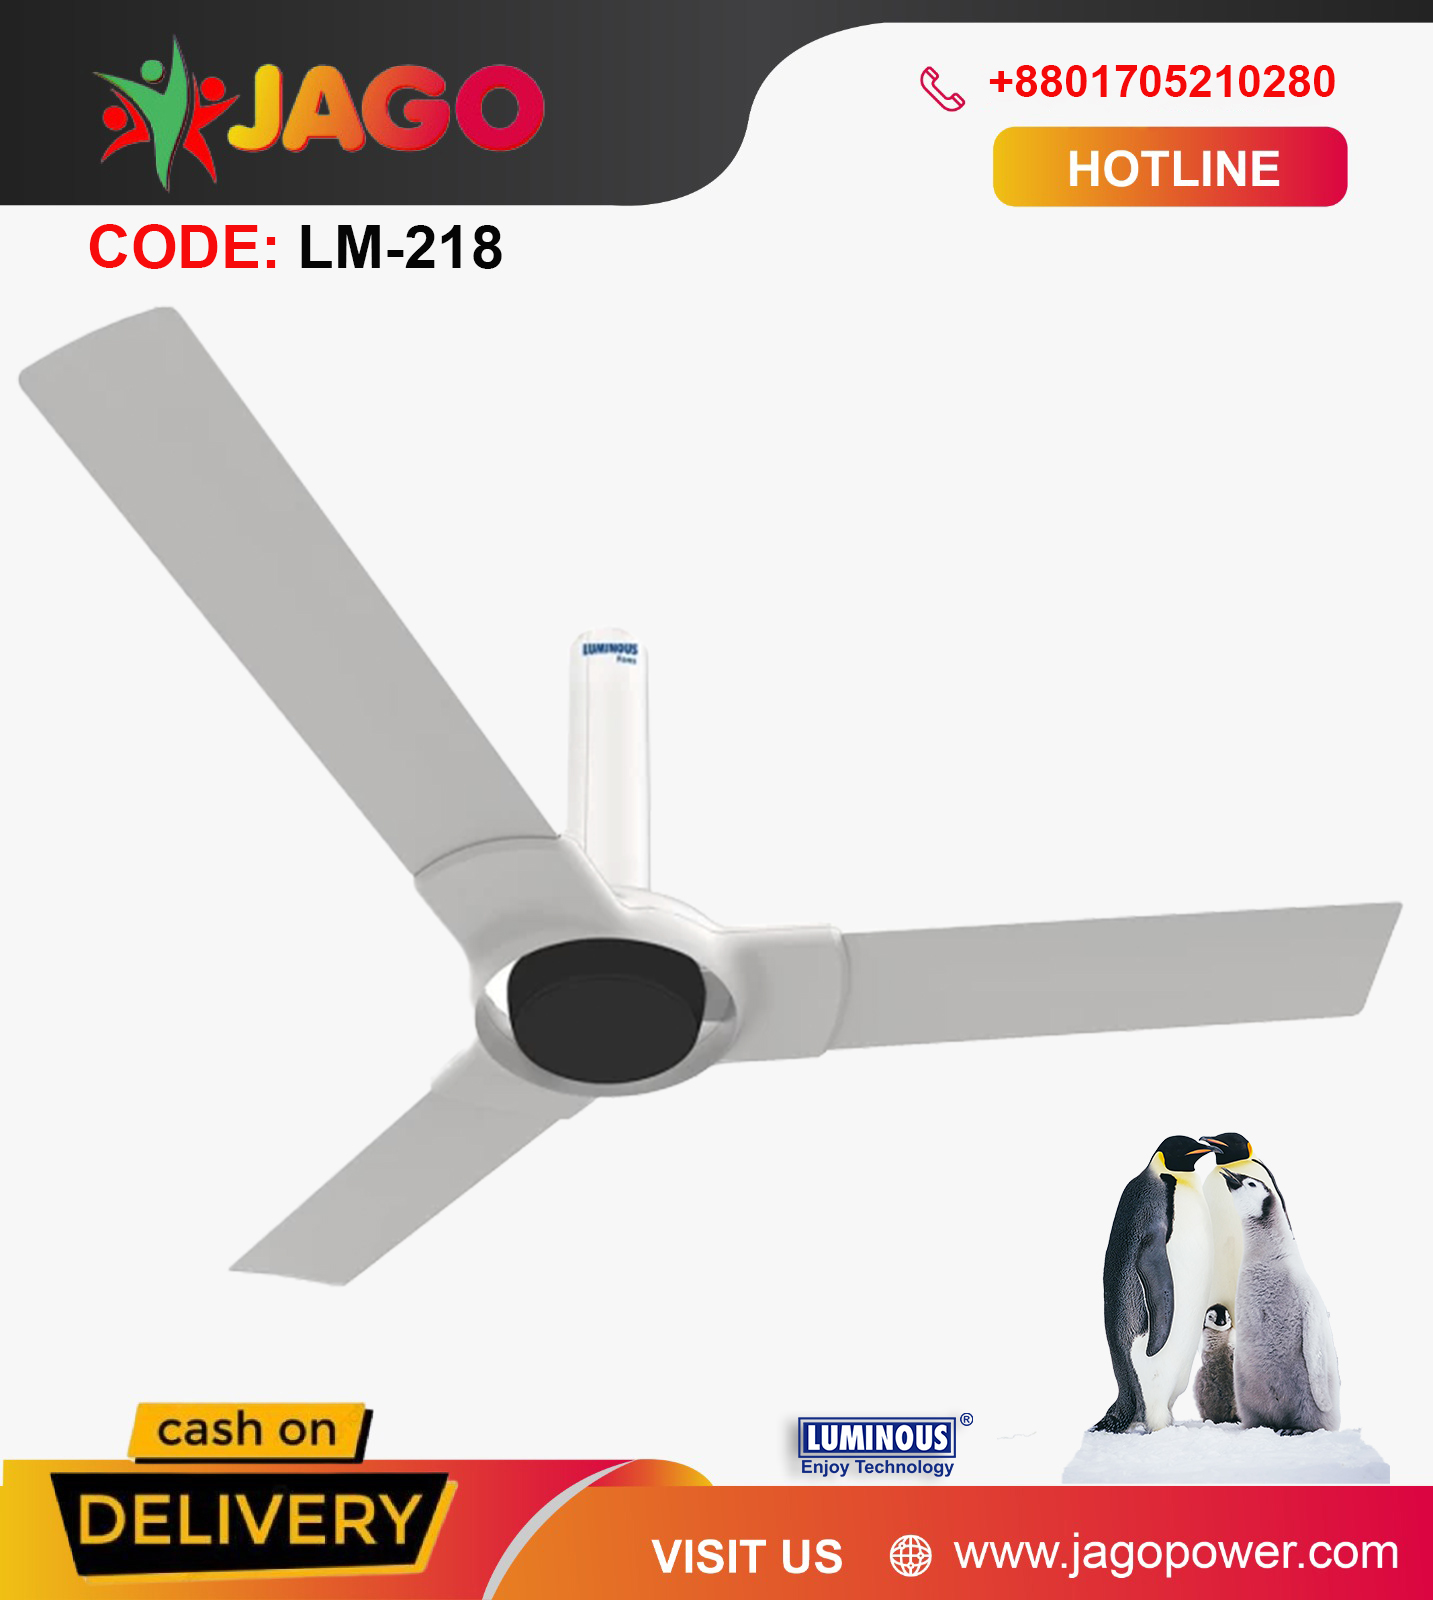 JAGO
+8801705210280
HOTLINE
CODE: LM-218
LUMINOUS
cash on
DELIVERY
LUMINOUS®
Enjoy Technology
VISIT US
www.jagopower.com